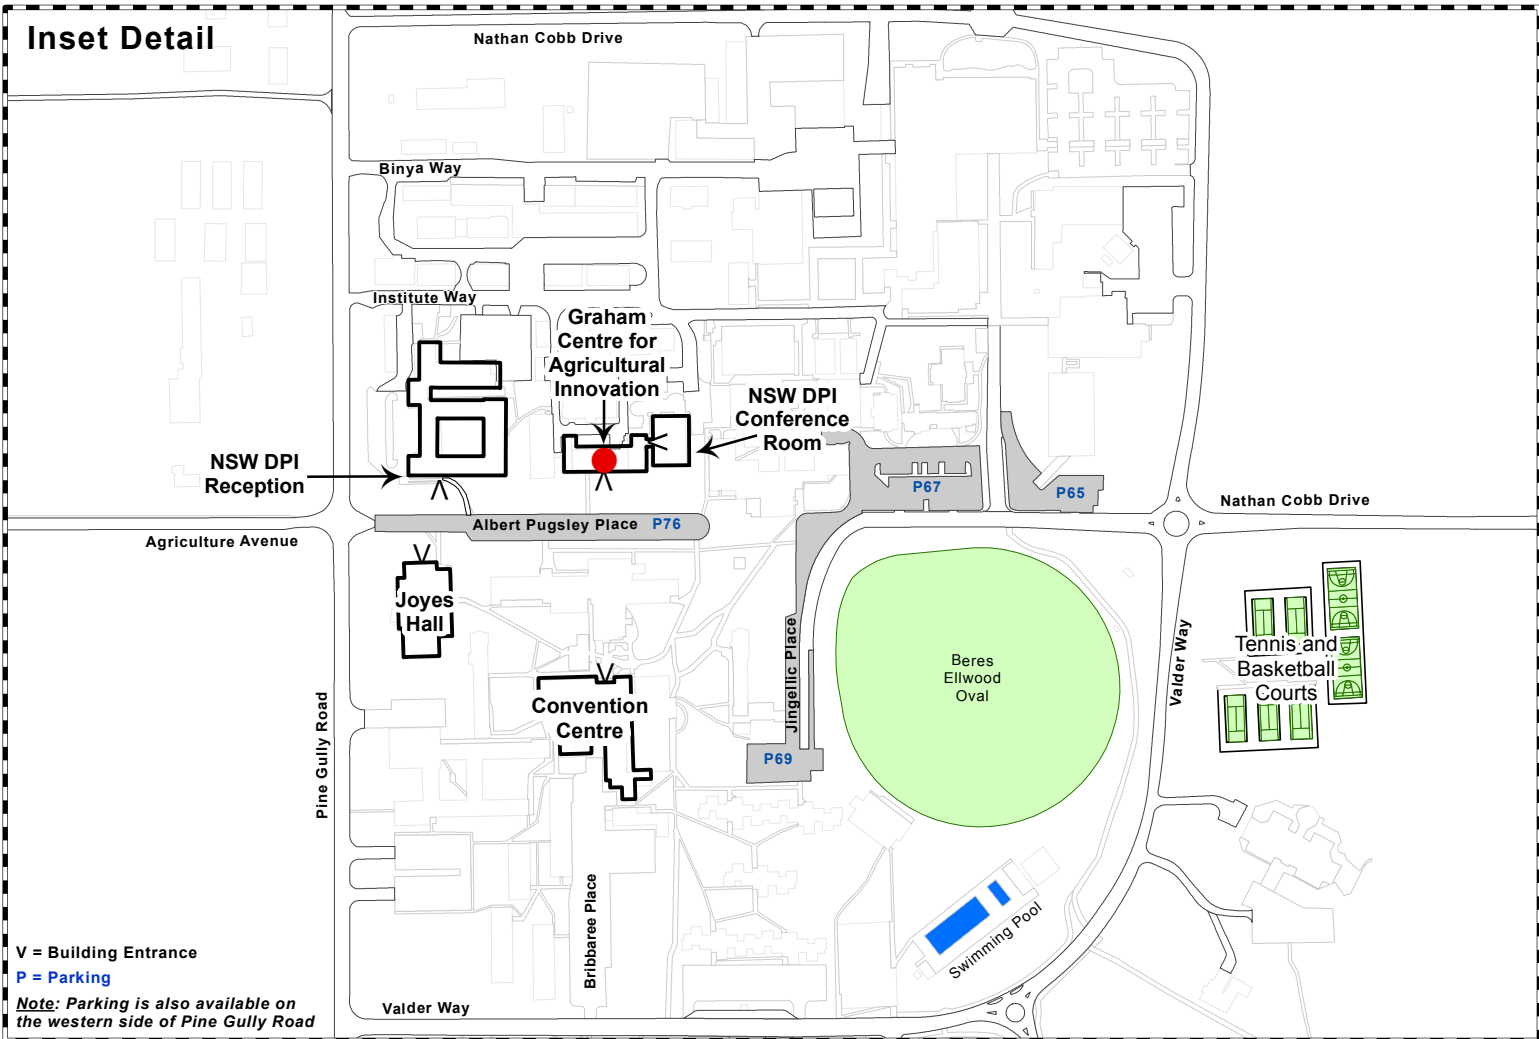 Inset Detail
Nathan Cobb Drive
Binya Way
Institute Way
Graham
Centre for
Agricultural
Innovation
NSW DPI
Conference
Room
NSW DPI
Reception
P67
P65
Nathan Cobb Drive
Albert Pugsley Place P76
Agriculture Avenue
Joyes
Hall
Convention
Centre
Jingellic Place
Beres
Ellwood
Oval
Valder Way
Tennis and
Basketball
Courts
Pine Gully Road
P69
Bribbaree Place
Swimming Pool
V = Building Entrance
P = Parking
Note: Parking is also available on
the western side of Pine Gully Road
Valder Way